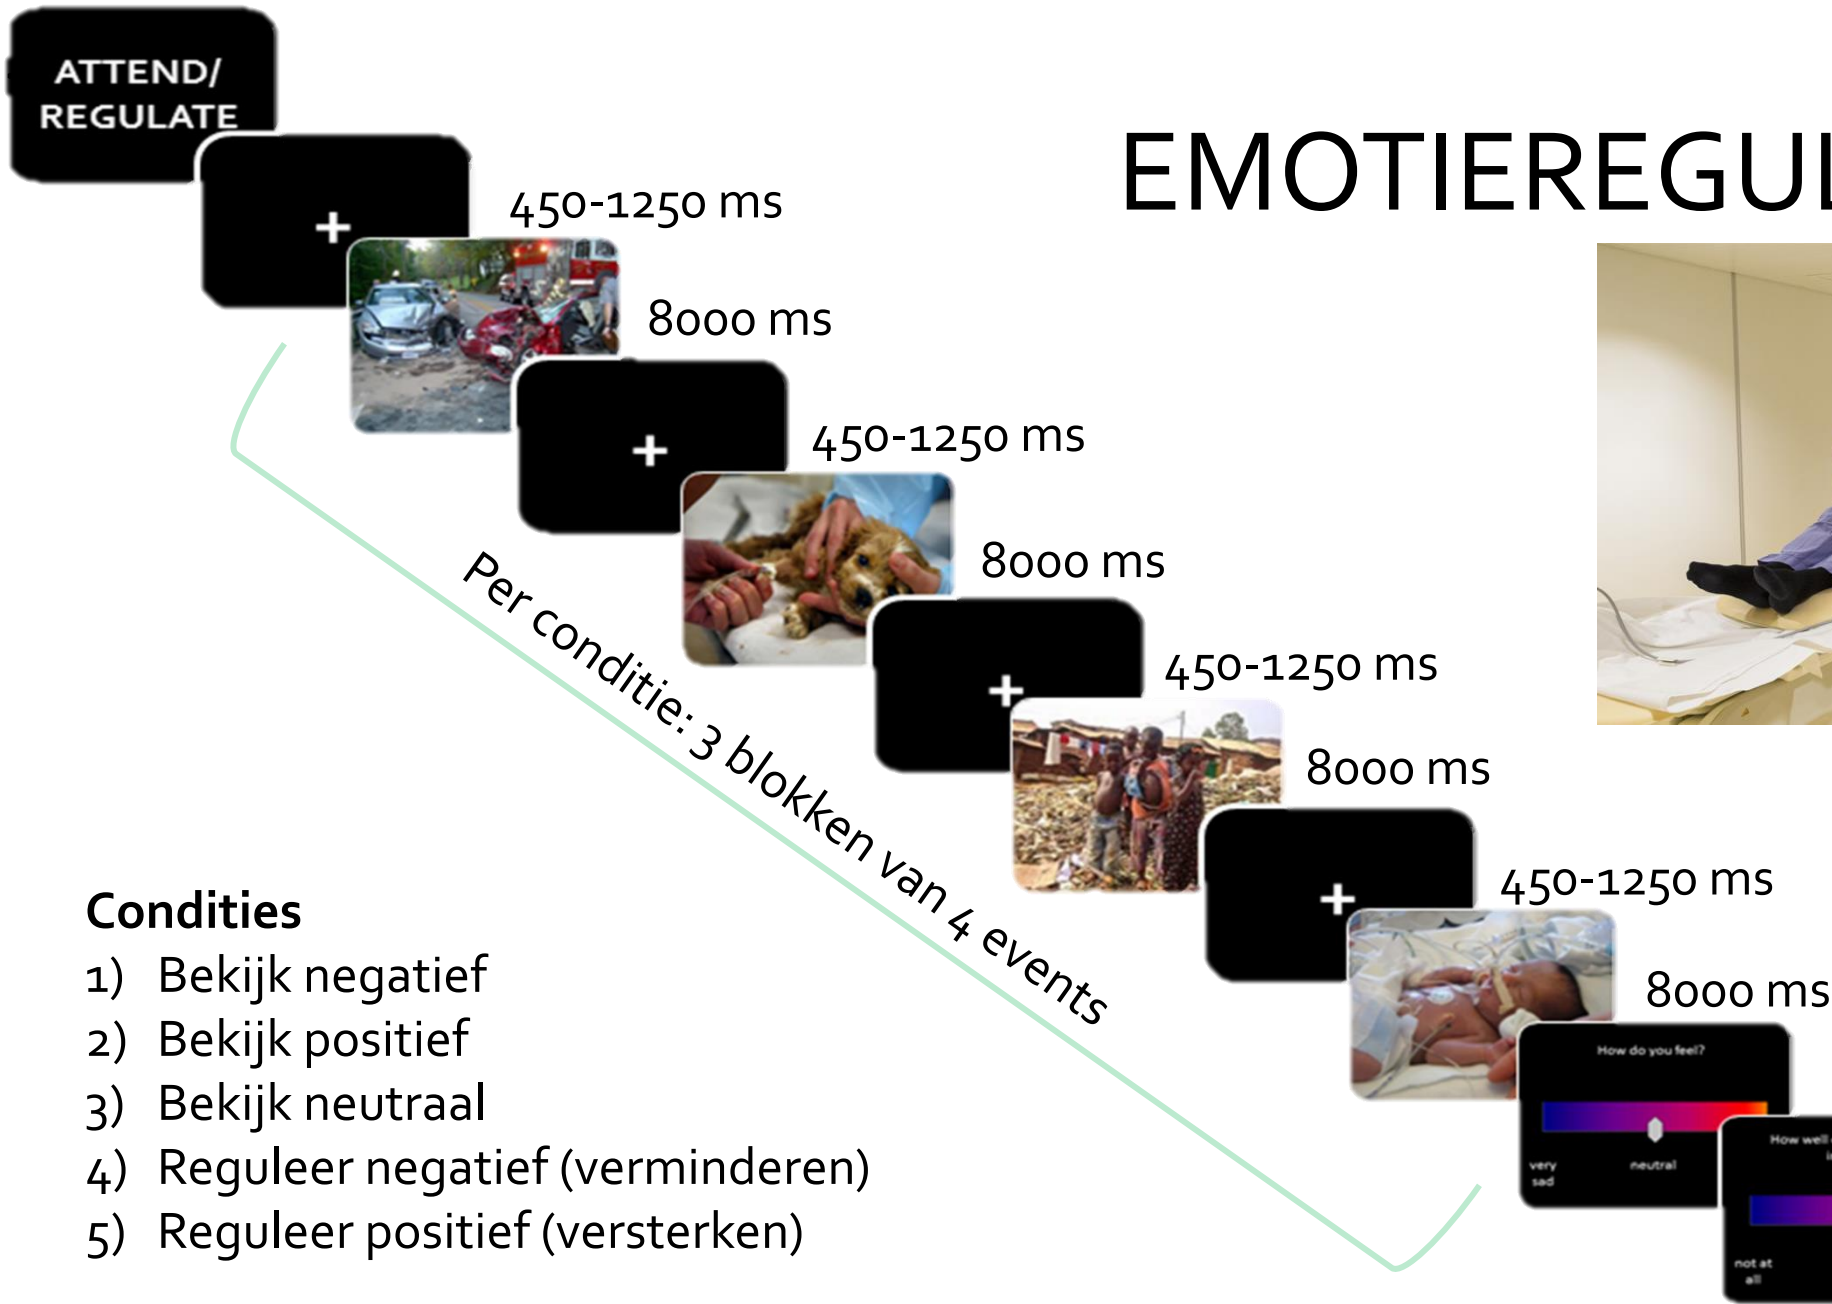 ATTEND/
REGULATE
EMOTIEREGUL
450-1250 ms
8000 ms
450-1250 ms
8000 ms
450-1250 ms
8000 ms
450-1250 ms
8000 ms
Per conditie: 3 blokken van 4 events
Condities
1) Bekijk negatief
2) Bekijk positief
3) Bekijk neutraal
4) Reguleer negatief (verminderen)
5) Reguleer positief (versterken)
How do you feel?
very
sad
neutral
How well
not at
all